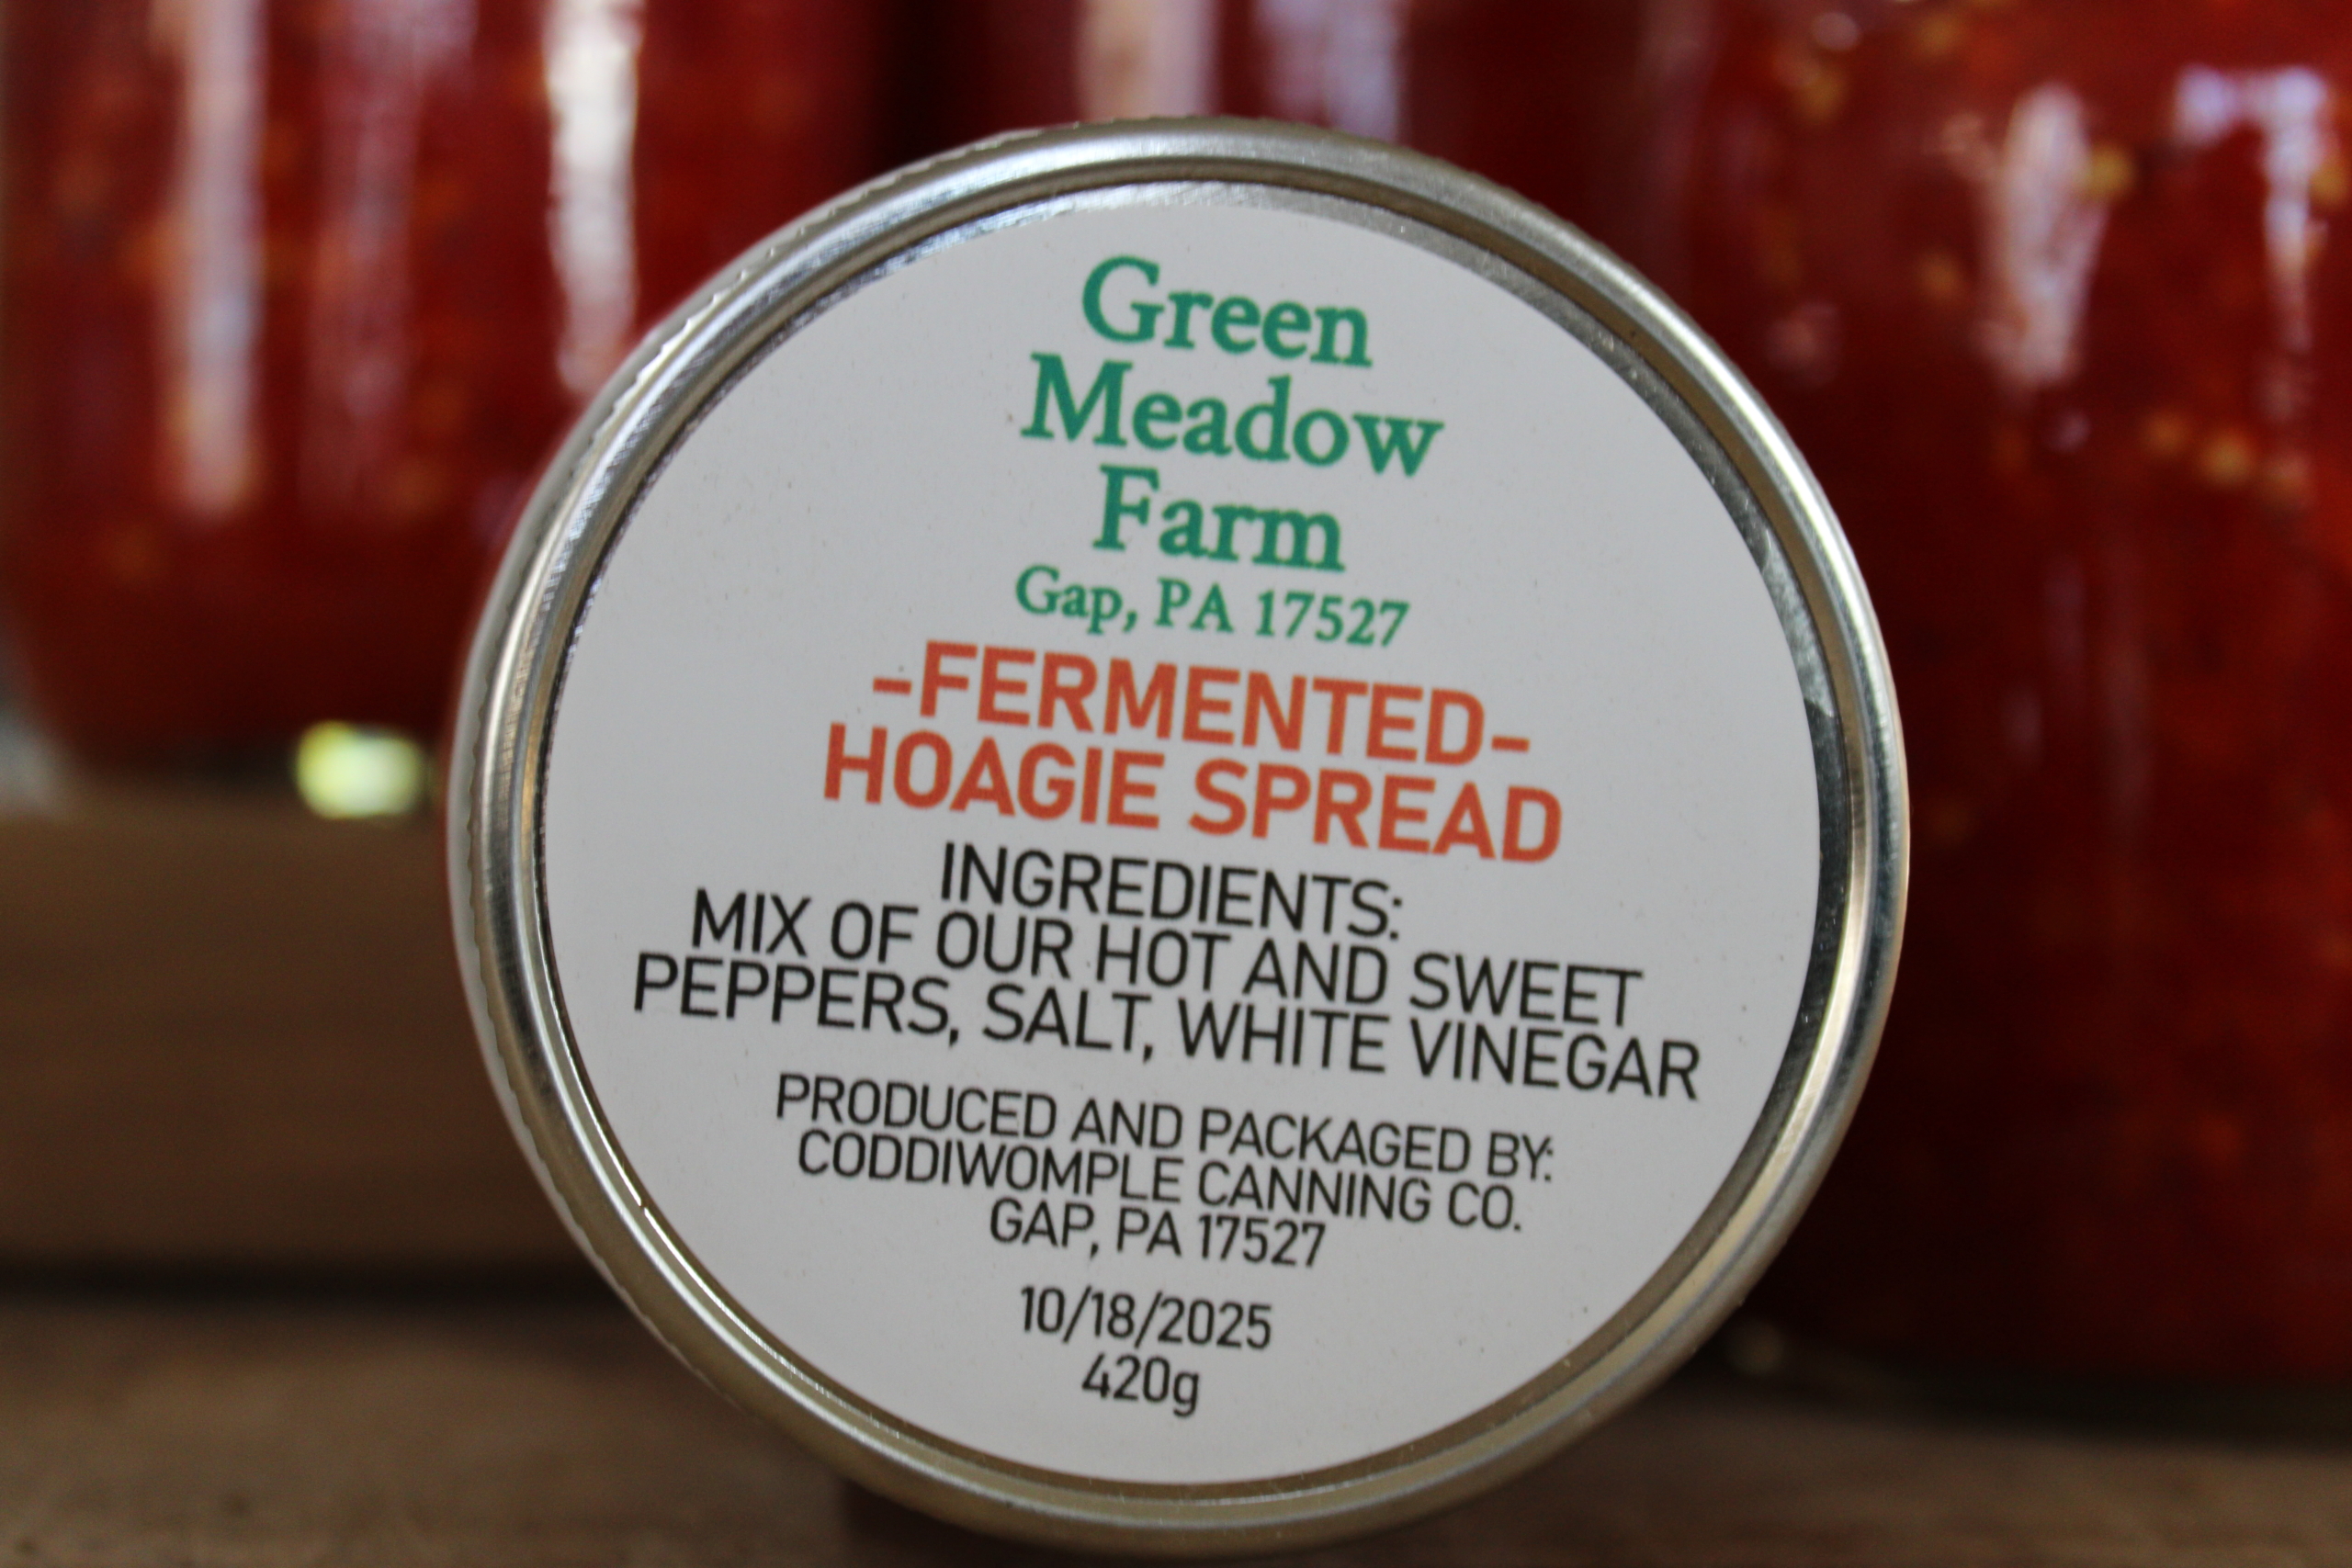 Green
Meadow
Farm
Gap, PA 17527
-FERMENTED-
HOAGIE SPREAD
INGREDIENTS:
MIX OF OUR HOT AND SWEET
PEPPERS, SALT, WHITE VINEGAR
PRODUCED AND PACKAGED BY:
CODDIWOMPLE CANNING CO.
GAP, PA 17527
10/18/2025
420g